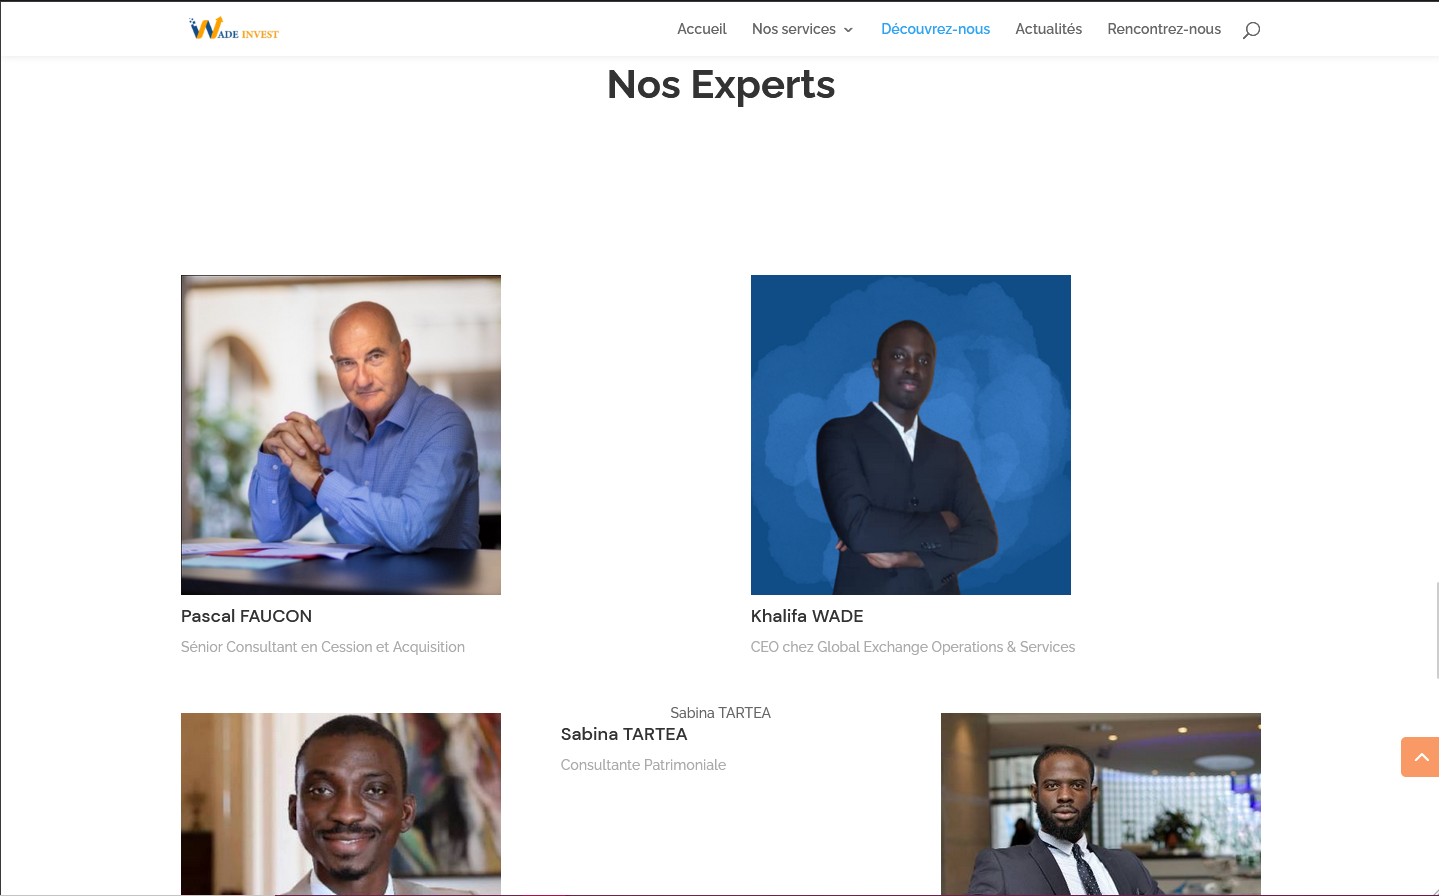 WADE INVEST
Accueil
Nos services
Découvrez-nous
Actualités
Rencontrez-nous
Nos Experts
Pascal FAUCON
Sénior Consultant en Cession et Acquisition
Khalifa WADE
CEO chez Global Exchange Operations & Services
Sabina TARTEA
Sabina TARTEA
Consultante Patrimoniale